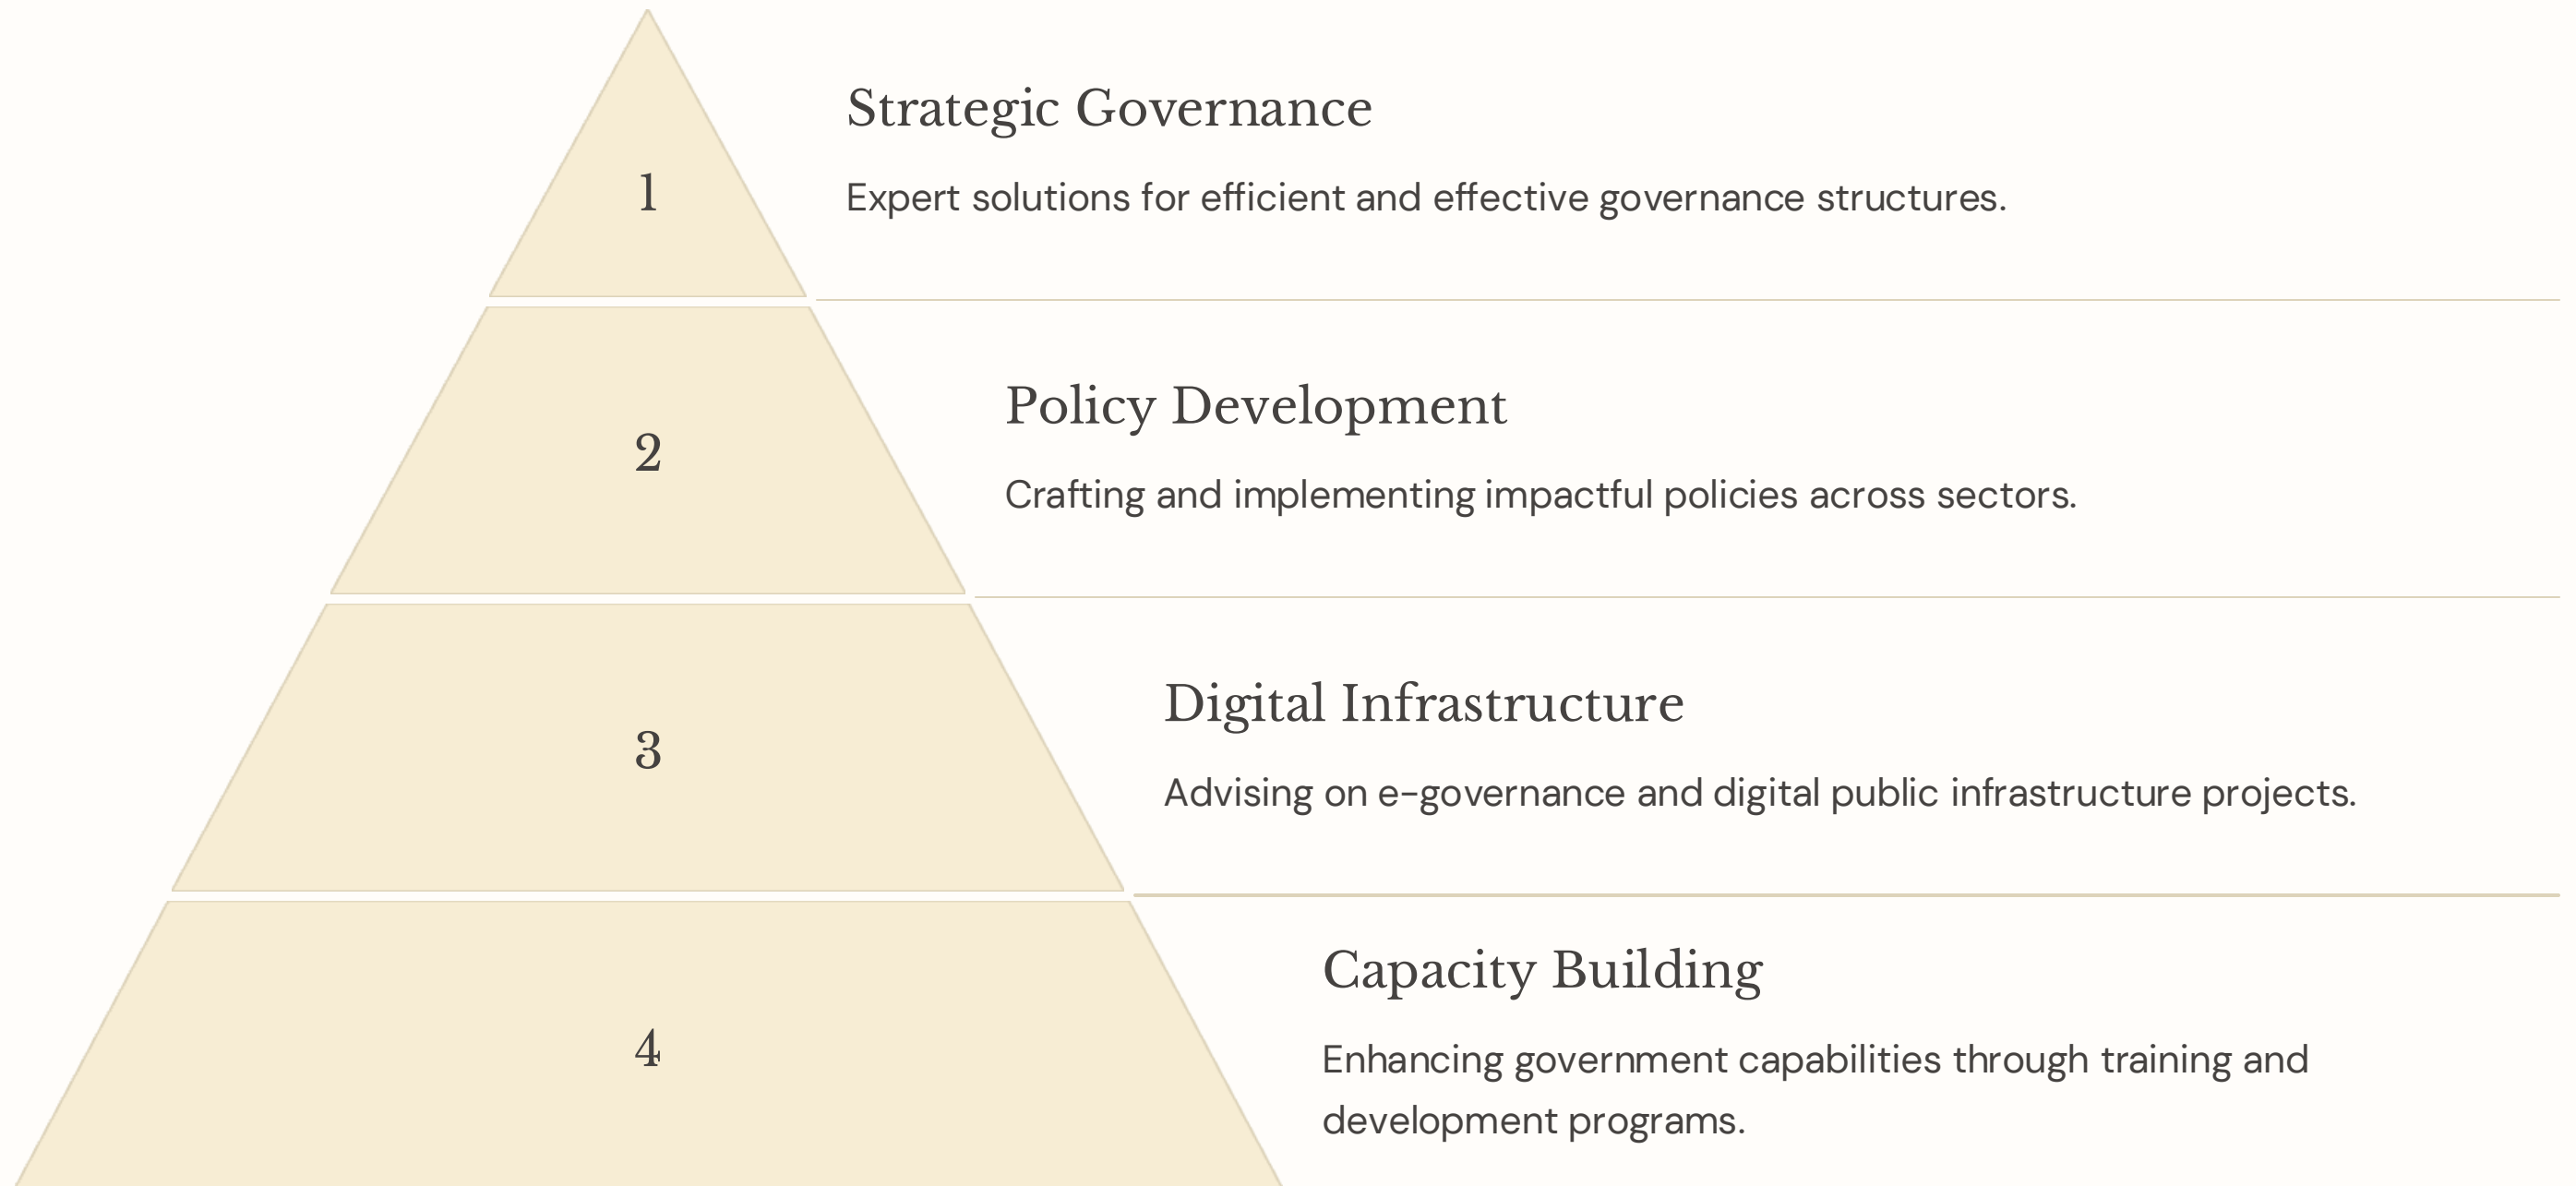 1
Strategic Governance
Expert solutions for efficient and effective governance structures.
2
Policy Development
Crafting and implementing impactful policies across sectors.
3
Digital Infrastructure
Advising on e-governance and digital public infrastructure projects.
4
Capacity Building
Enhancing government capabilities through training and
development programs.